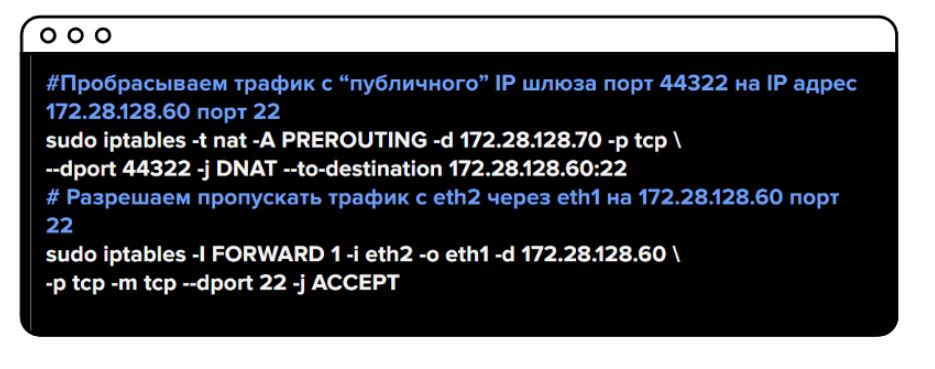 #Пробрасываем трафик с “публичного” IP шлюза порт 44322 на IP адрес
172.28.128.60 порт 22
sudo iptables -t nat -A PREROUTING -d 172.28.128.70 -p tcp \
--dport 44322 -j DNAT --to-destination 172.28.128.60:22
# Разрешаем пропускать трафик с eth2 через eth1 на 172.28.128.60 порт
22
sudo iptables -I FORWARD 1 -i eth2 -o eth1 -d 172.28.128.60 \
-p tcp -m tcp --dport 22 -j ACCEPT